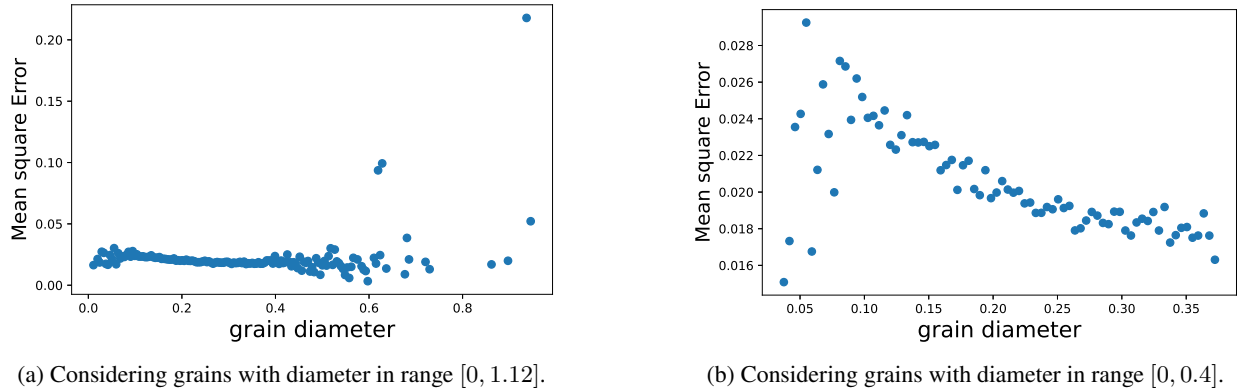 Mean square Error
0.20
0.15
0.10
0.05
0.00
0.0 0.2 0.4 0.6 0.8
grain diameter
(a) Considering grains with diameter in range [0, 1.12].
Mean square Error
0.028
0.026
0.024
0.022
0.020
0.018
0.016
0.05 0.10 0.15 0.20 0.25 0.30 0.35
grain diameter
(b) Considering grains with diameter in range [0, 0.4].